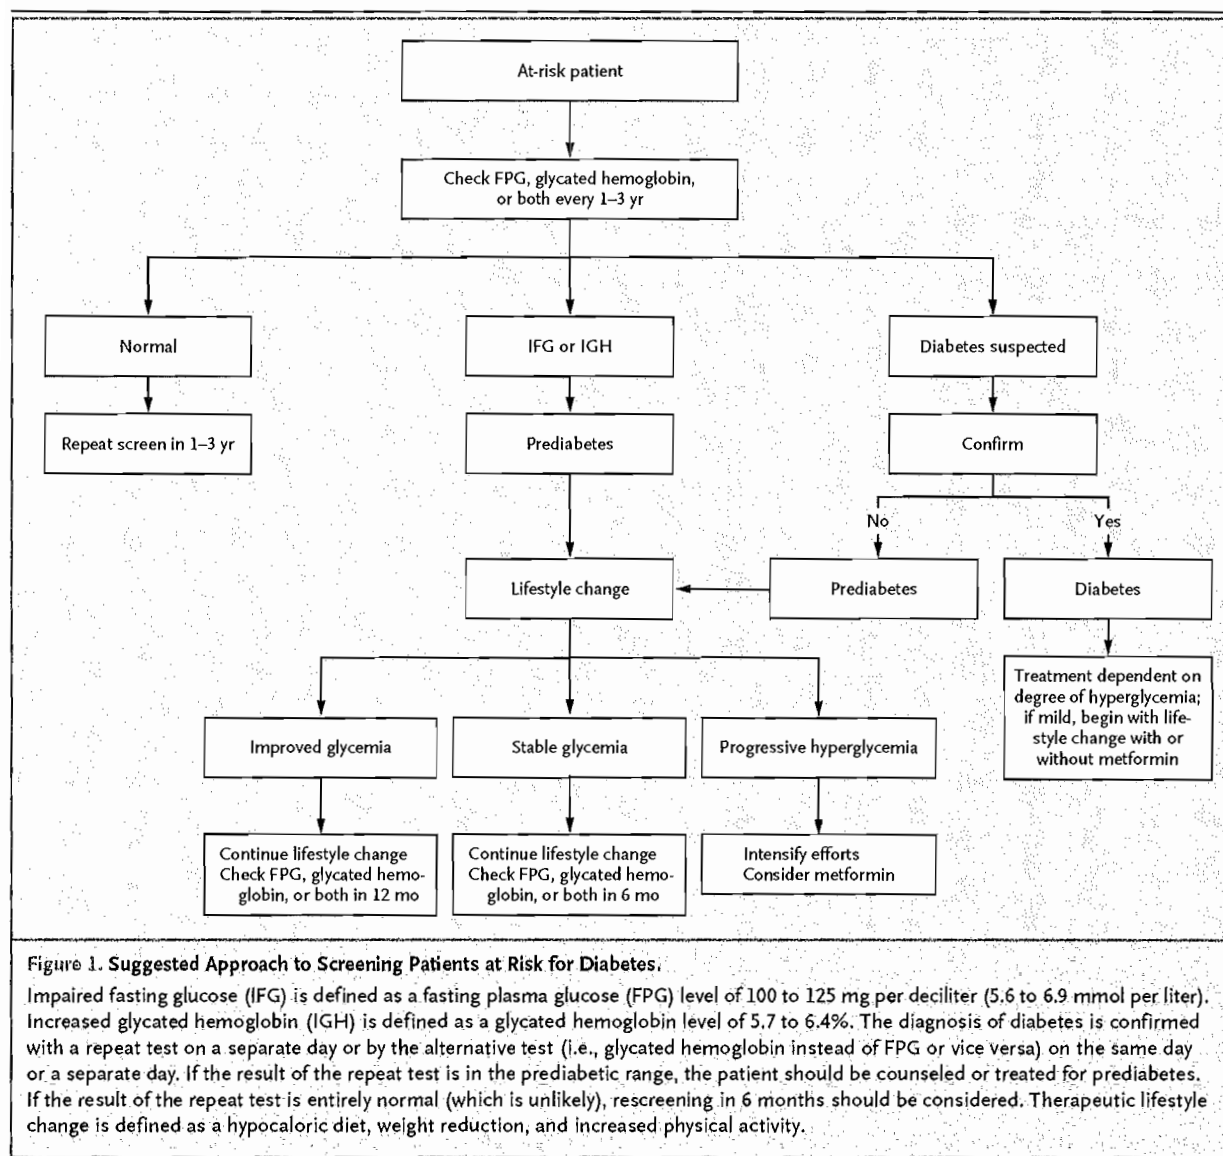 At-risk patient
Check FPG, glycated hemoglobin,
or both every 1–3 yr
Normal
IFG or IGH
Diabetes suspected
Repeat screen in 1–3 yr
Prediabetes
Confirm
No
Yes
Lifestyle change
Prediabetes
Diabetes
Treatment dependent on
degree of hyperglycemia;
if mild, begin with life-
style change with or
without metformin
Improved glycemia
Stable glycemia
Progressive hyperglycemia
Continue lifestyle change
Check FPG, glycated hemo-
globin, or both in 12 mo
Continue lifestyle change
Check FPG, glycated hemo-
globin, or both in 6 mo
Intensify efforts
Consider metformin
Figure 1. Suggested Approach to Screening Patients at Risk for Diabetes.
Impaired fasting glucose (IFG) is defined as a fasting plasma glucose (FPG) level of 100 to 125 mg per deciliter (5.6 to 6.9 mmol per liter).
Increased glycated hemoglobin (IGH) is defined as a glycated hemoglobin level of 5.7 to 6.4%. The diagnosis of diabetes is confirmed
with a repeat test on a separate day or by the alternative test (i.e., glycated hemoglobin instead of FPG or vice versa) on the same day
or a separate day. If the result of the repeat test is in the prediabetic range, the patient should be counseled or treated for prediabetes.
If the result of the repeat test is entirely normal (which is unlikely), rescreening in 6 months should be considered. Therapeutic lifestyle
change is defined as a hypocaloric diet, weight reduction, and increased physical activity.